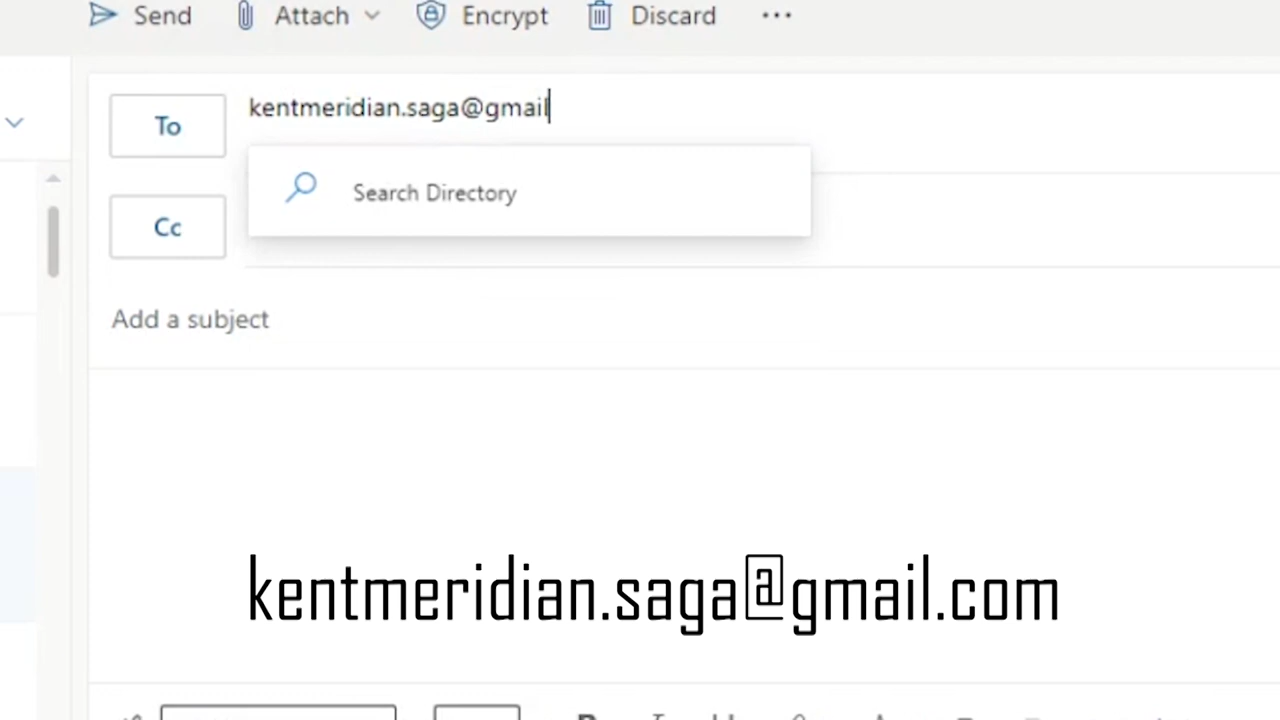 Send Attach Encrypt Discard ...
To kentmeridian.saga@gmail
Search Directory
Cc
Add a subject
kentmeridian.saga@gmail.com